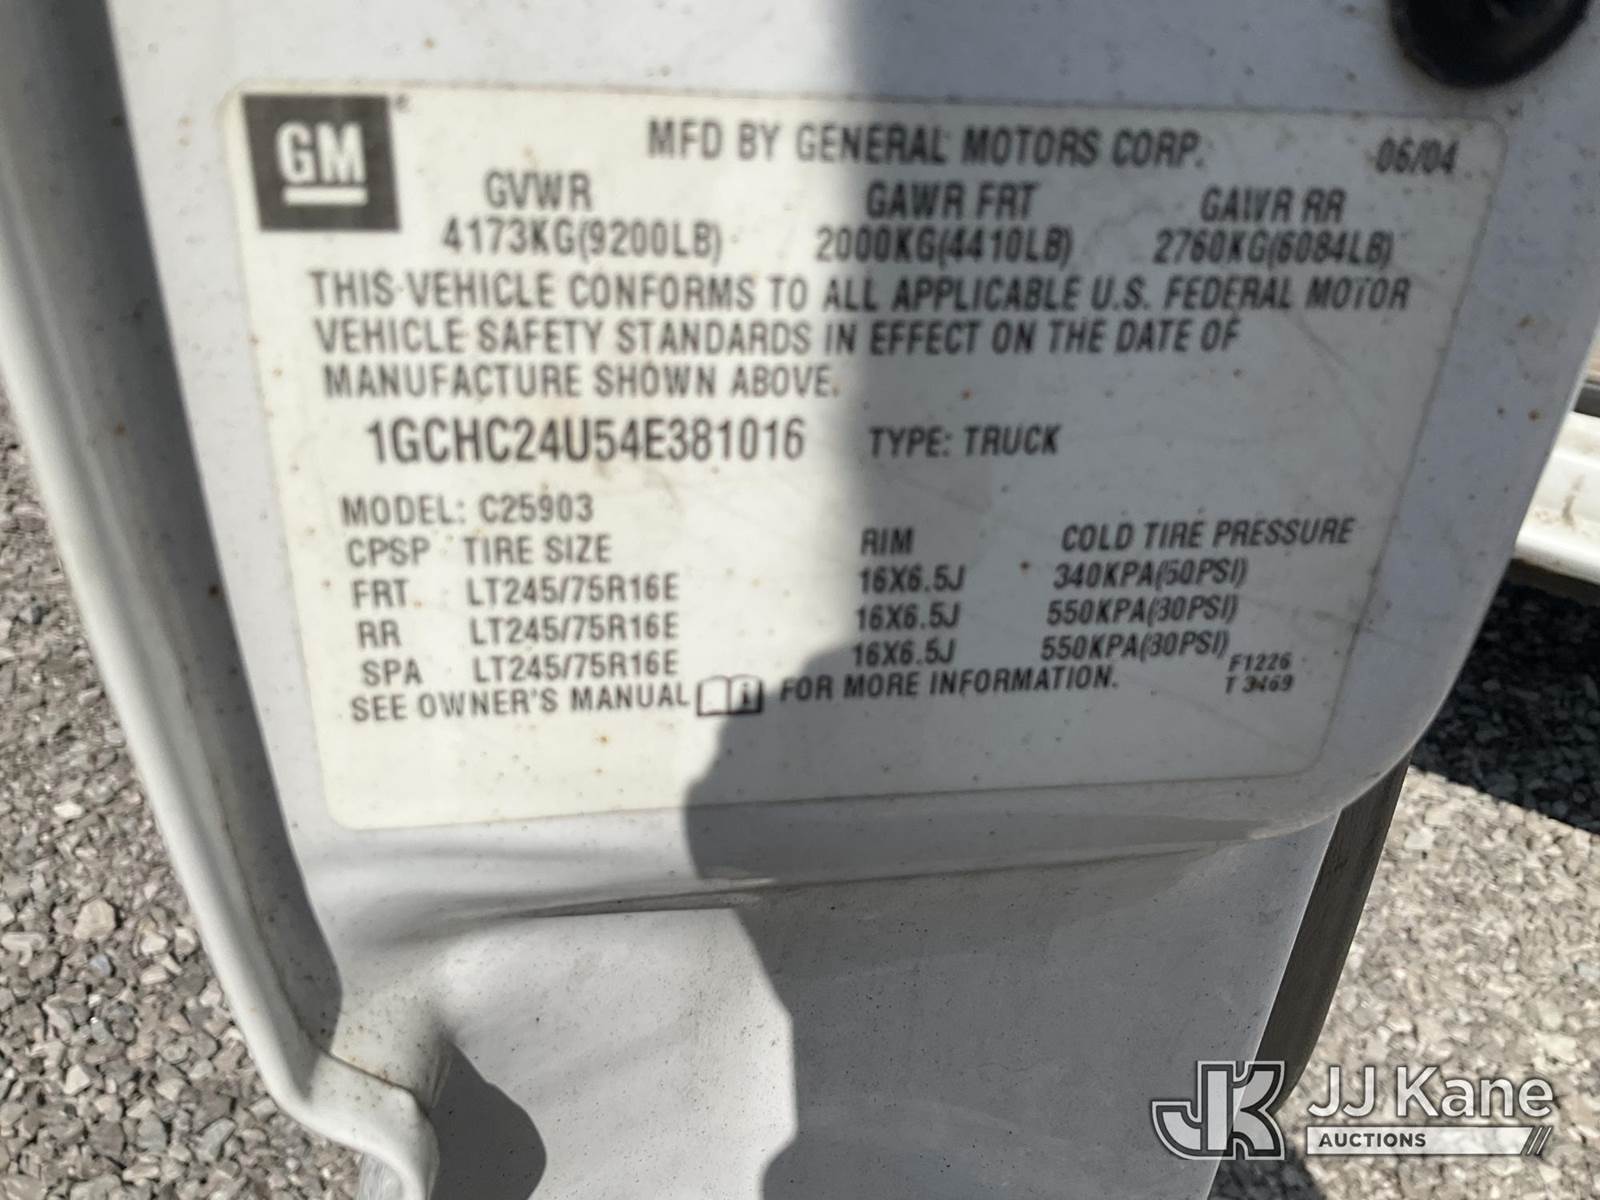 GM ®
MFD BY GENERAL MOTORS CORP. 06/04
GVWR GAWR FRT GAWR RR
4173KG(9200LB) 2000KG(4410LB) 2760KG(6084LB)
THIS VEHICLE CONFORMS TO ALL APPLICABLE U.S. FEDERAL MOTOR
VEHICLE SAFETY STANDARDS IN EFFECT ON THE DATE OF
MANUFACTURE SHOWN ABOVE.
1GCHC24U54E381016 TYPE: TRUCK
MODEL: C25903
CPSP TIRE SIZE RIM COLD TIRE PRESSURE
FRT LT245/75R16E 16X6.5J 340KPA(50PSI)
RR LT245/75R16E 16X6.5J 550KPA(80PSI)
SPA LT245/75R16E 16X6.5J 550KPA(80PSI)
SEE OWNER'S MANUAL i FOR MORE INFORMATION.
F1226
T 3469
JK JJ Kane
AUCTIONS